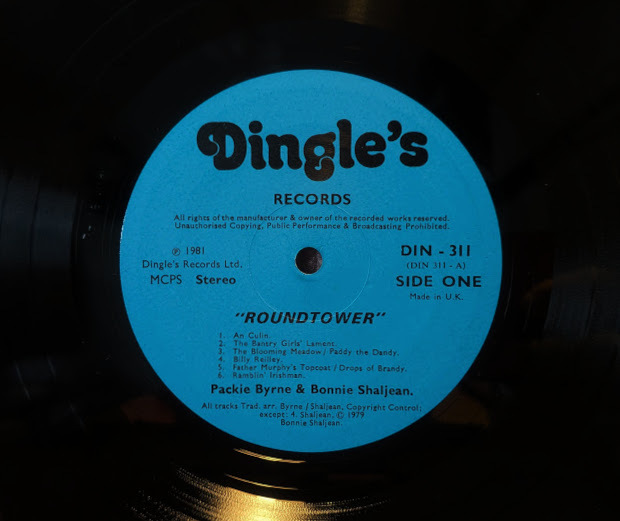 Dingle's
RECORDS
All rights of the manufacturer & owner of the recorded works reserved.
Unauthorised Copying, Public Performance & Broadcasting Prohibited.
℗ 1981
Dingle's Records Ltd.
MCPS Stereo
DIN - 311
(DIN 311 - A)
SIDE ONE
Made in U.K.
"ROUNDTOWER"
1. An Culin.
2. The Bantry Girls' Lament.
3. The Blooming Meadow / Paddy the Dandy.
4. Billy Reilley.
5. Father Murphy's Topcoat / Drops of Brandy.
6. Ramblin' Irishman.
Packie Byrne & Bonnie Shaljean.
All tracks Trad. arr. Byrne / Shaljean, Copyright Control;
except: 4. Shaljean, © 1979
Bonnie Shaljean.